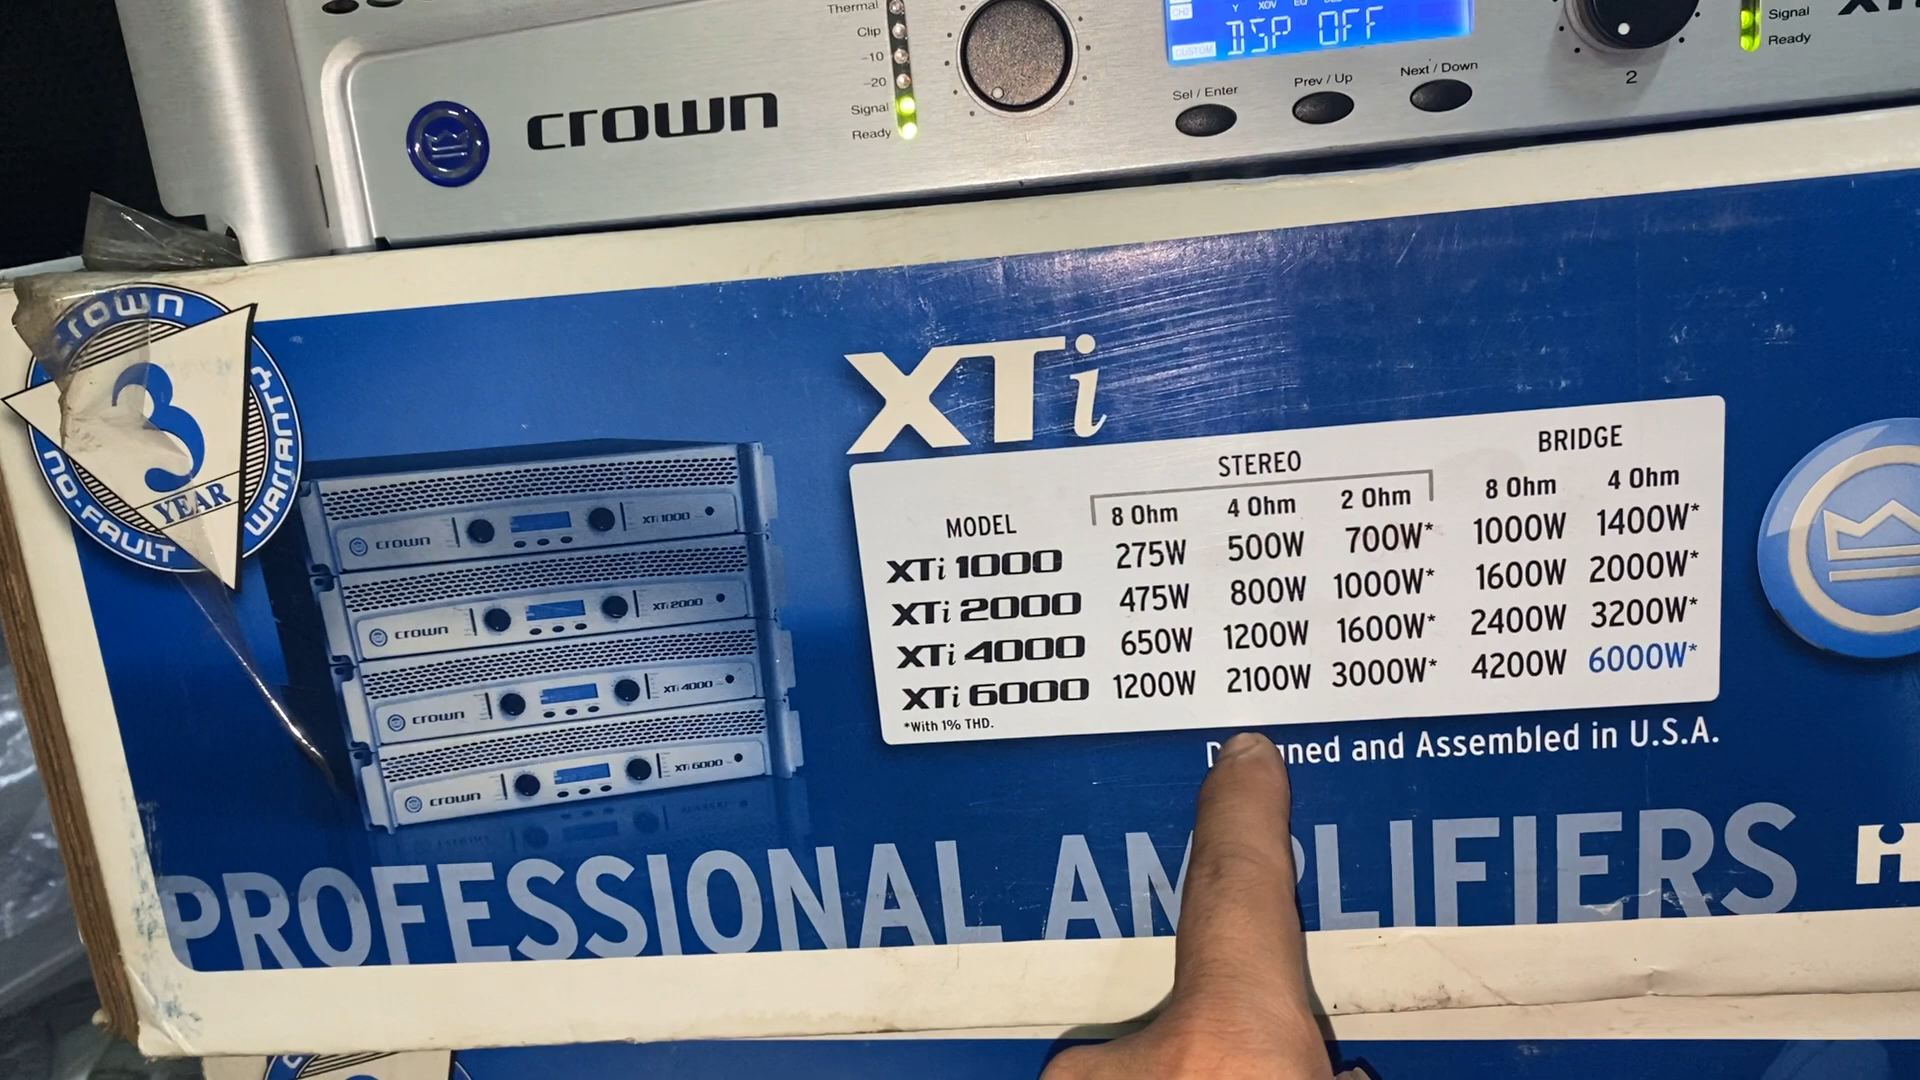 Thermal
Clip
-10
-20
Signal
Ready
crown
CH2
Y XOV EQ
CUSTOM
DSP OFF
Sel / Enter
Prev / Up
Next / Down
2
Signal
Ready
crown
3
YEAR
NO-FAULT
WARRANTY
XTi
STEREO BRIDGE
MODEL 8 Ohm 4 Ohm 2 Ohm 8 Ohm 4 Ohm
XTi 1000 275W 500W 700W* 1000W 1400W*
XTi 2000 475W 800W 1000W* 1600W 2000W*
XTi 4000 650W 1200W 1600W* 2400W 3200W*
XTi 6000 1200W 2100W 3000W* 4200W 6000W*
*With 1% THD.
crown XTi 1000
crown XTi 2000
crown XTi 4000
crown XTi 6000
and Assembled in U.S.A.
PROFESSIONAL AMPLIFIERS